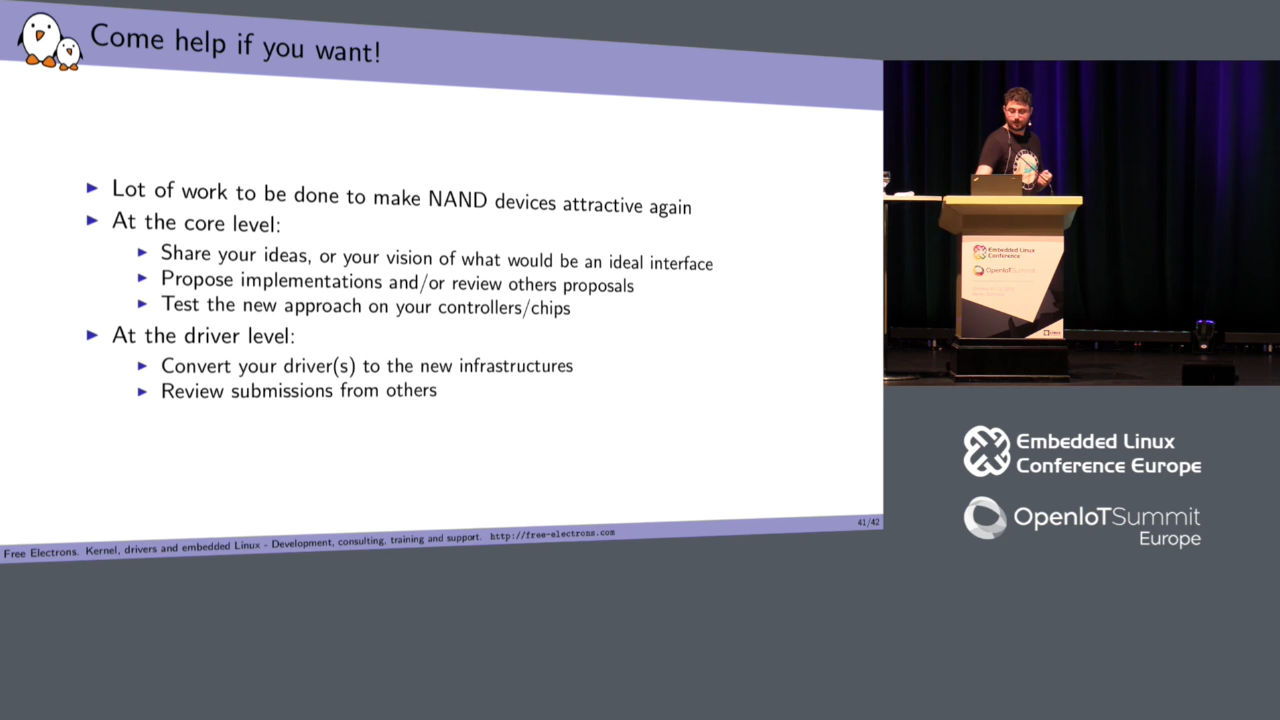 Come help if you want!
Lot of work to be done to make NAND devices attractive again
At the core level:
Share your ideas, or your vision of what would be an ideal interface
Propose implementations and/or review others proposals
Test the new approach on your controllers/chips
At the driver level:
Convert your driver(s) to the new infrastructures
Review submissions from others
Free Electrons. Kernel, drivers and embedded Linux - Development, consulting, training and support. http://free-electrons.com
41/42
Embedded Linux
Conference
OpenIoTSummit
Embedded Linux
Conference Europe
OpenIoTSummit
Europe